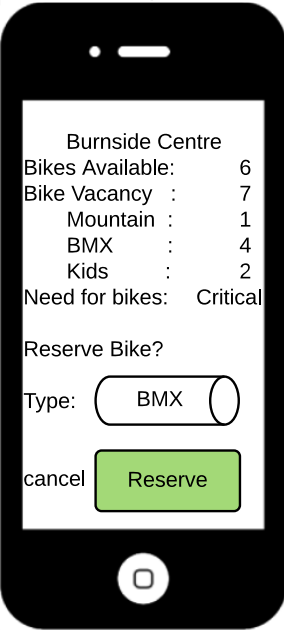 Burnside Centre
Bikes Available: 6
Bike Vacancy : 7
Mountain : 1
BMX : 4
Kids : 2
Need for bikes: Critical
Reserve Bike?
Type: BMX
cancel Reserve